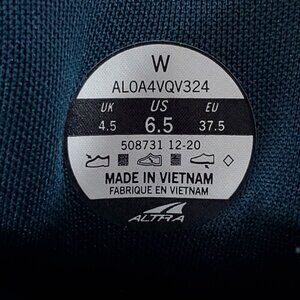 W
AL0A4VQV324
UK US EU
4.5 6.5 37.5
508731 12-20
MADE IN VIETNAM
FABRIQUE EN VIETNAM
ALTRA